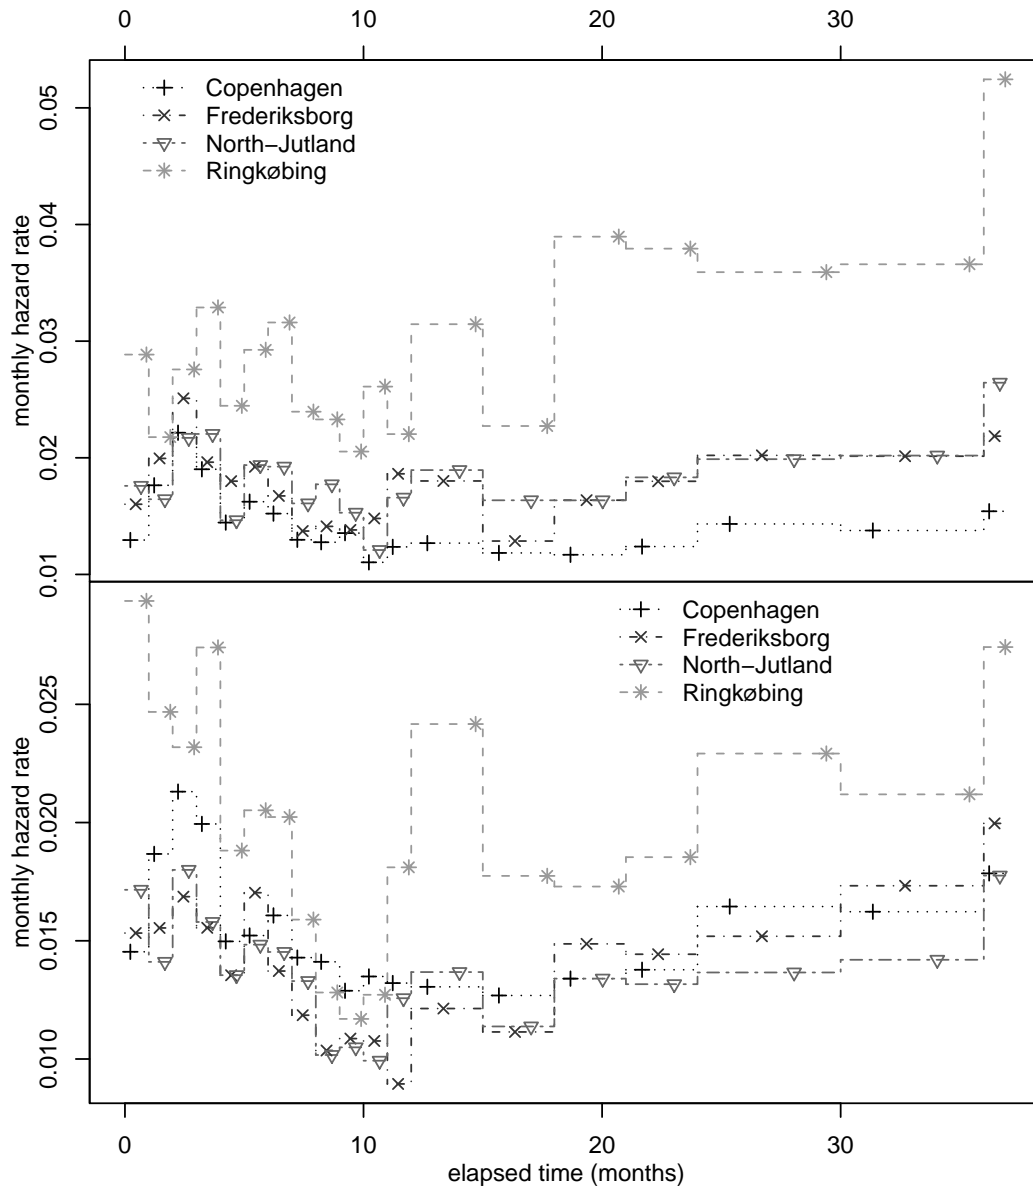 0 10 20 30
0.05
0.04
0.03
0.02
0.01
monthly hazard rate
Copenhagen
Frederiksborg
North−Jutland
Ringkøbing
0.025
0.020
0.015
0.010
monthly hazard rate
Copenhagen
Frederiksborg
North−Jutland
Ringkøbing
0 10 20 30
elapsed time (months)